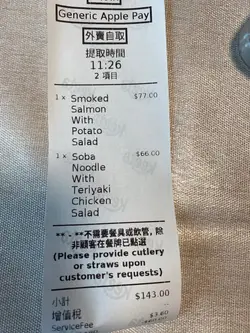 Generic Apple Pay
外賣自取
提取時間
11:26
2 項目
1 x Smoked $77.00
Salmon
With
Potato
Salad
1 x Soba $66.00
Noodle
With
Teriyaki
Chicken
Salad
** - **不需要餐具或飲管, 除
非顧客在餐牌已點選
(Please provide cutlery
or straws upon
customer's requests)
小計 $143.00
增值稅
ServiceFee $3.60